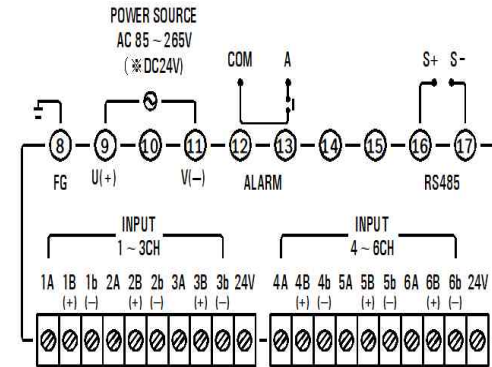 POWER SOURCE
AC 85 ~ 265V
( ※ DC24V)
COM A S+ S-
8 9 10 11 12 13 14 15 16 17
FG U(+) V(−) ALARM RS485
INPUT INPUT
1 ~ 3CH 4 ~ 6CH
1A 1B 1b 2A 2B 2b 3A 3B 3b 24V 4A 4B 4b 5A 5B 5b 6A 6B 6b 24V
(+) (−) (+) (−) (+) (−) (+) (−) (+) (−) (+) (−)